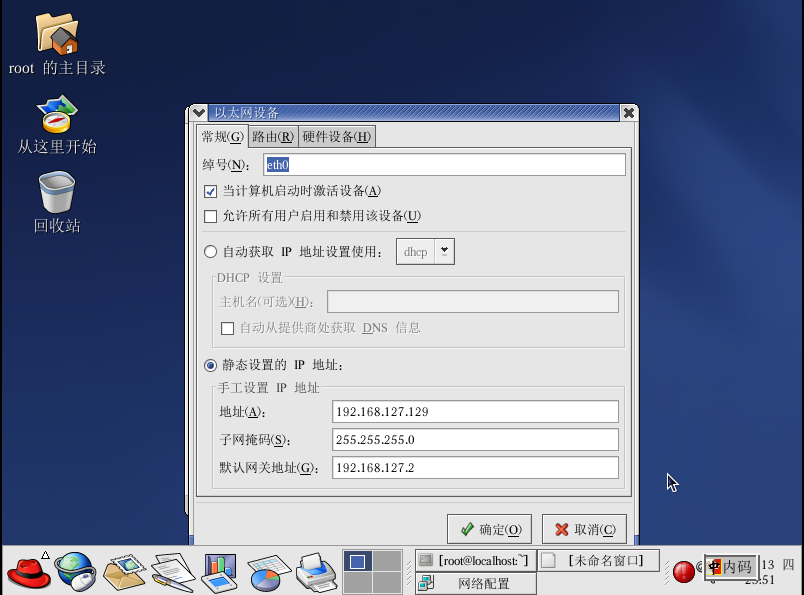 root 的主目录
从这里开始
回收站
以太网设备
常规(G) 路由(R) 硬件设备(H)
绰号(N): eth0
当计算机启动时激活设备(A)
允许所有用户启用和禁用该设备(U)
自动获取 IP 地址设置使用: dhcp
DHCP 设置
主机名(可选)(H):
自动从提供商处获取 DNS 信息
静态设置的 IP 地址:
手工设置 IP 地址
地址(A): 192.168.127.129
子网掩码(S): 255.255.255.0
默认网关地址(G): 192.168.127.2
确定(O) 取消(C)
[root@localhost:~] [未命名窗口]
网络配置
中 内码
13 四
:51